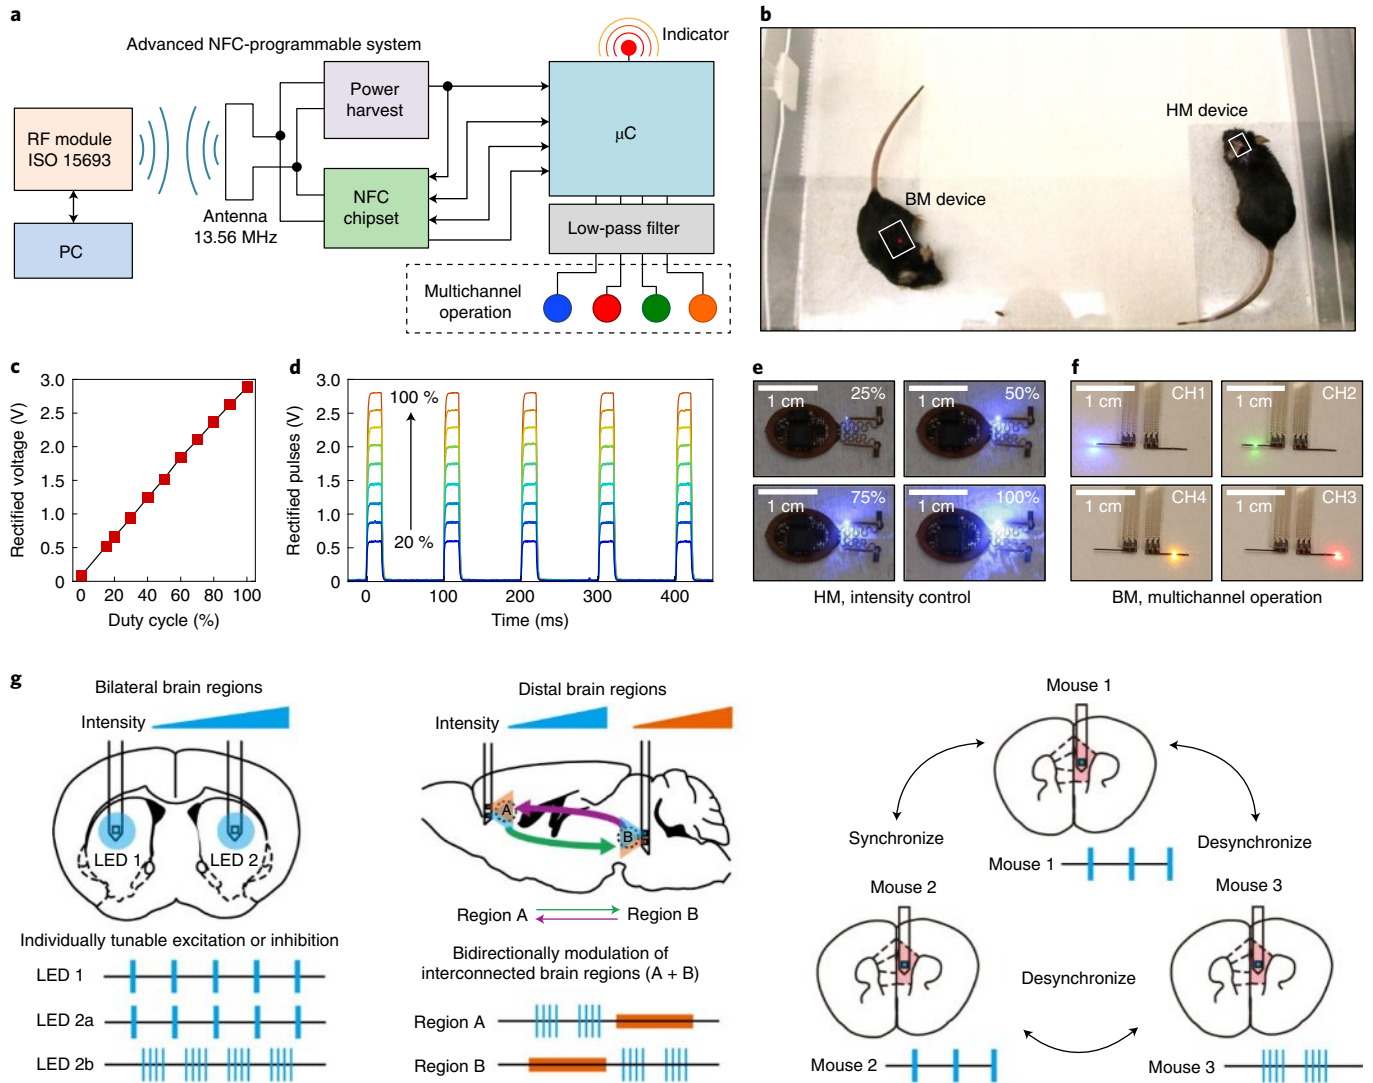 a
Advanced NFC-programmable system
Indicator
RF module
ISO 15693
PC
Antenna
13.56 MHz
Power
harvest
NFC
chipset
μC
Low-pass filter
Multichannel
operation
b
BM device
HM device
c
Rectified voltage (V)
3.0
2.5
2.0
1.5
1.0
0.5
0
0 20 40 60 80 100
Duty cycle (%)
d
Rectified pulses (V)
3.0
2.5
2.0
1.5
1.0
0.5
0
100 %
20 %
0 100 200 300 400
Time (ms)
e
1 cm 25%
1 cm 50%
1 cm 75%
1 cm 100%
HM, intensity control
f
1 cm CH1
1 cm CH2
1 cm CH4
1 cm CH3
BM, multichannel operation
g
Bilateral brain regions
Intensity
LED 1 LED 2
Individually tunable excitation or inhibition
LED 1
LED 2a
LED 2b
Distal brain regions
Intensity
A
B
Region A Region B
Bidirectionally modulation of
interconnected brain regions (A + B)
Region A
Region B
Mouse 1
Synchronize
Desynchronize
Mouse 1
Mouse 2
Mouse 3
Desynchronize
Mouse 2
Mouse 3